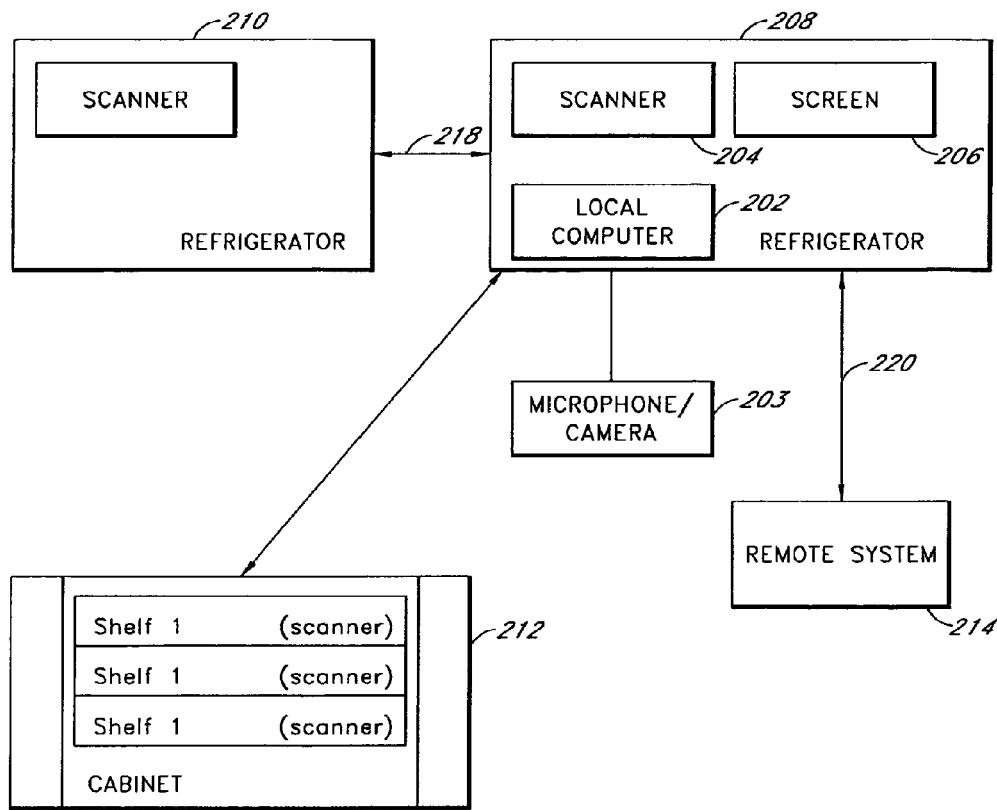 210
SCANNER
REFRIGERATOR
218
208
SCANNER
204
SCREEN
206
LOCAL
COMPUTER
202
REFRIGERATOR
MICROPHONE/
CAMERA
203
220
REMOTE SYSTEM
214
Shelf 1 (scanner)
Shelf 1 (scanner)
Shelf 1 (scanner)
CABINET
212